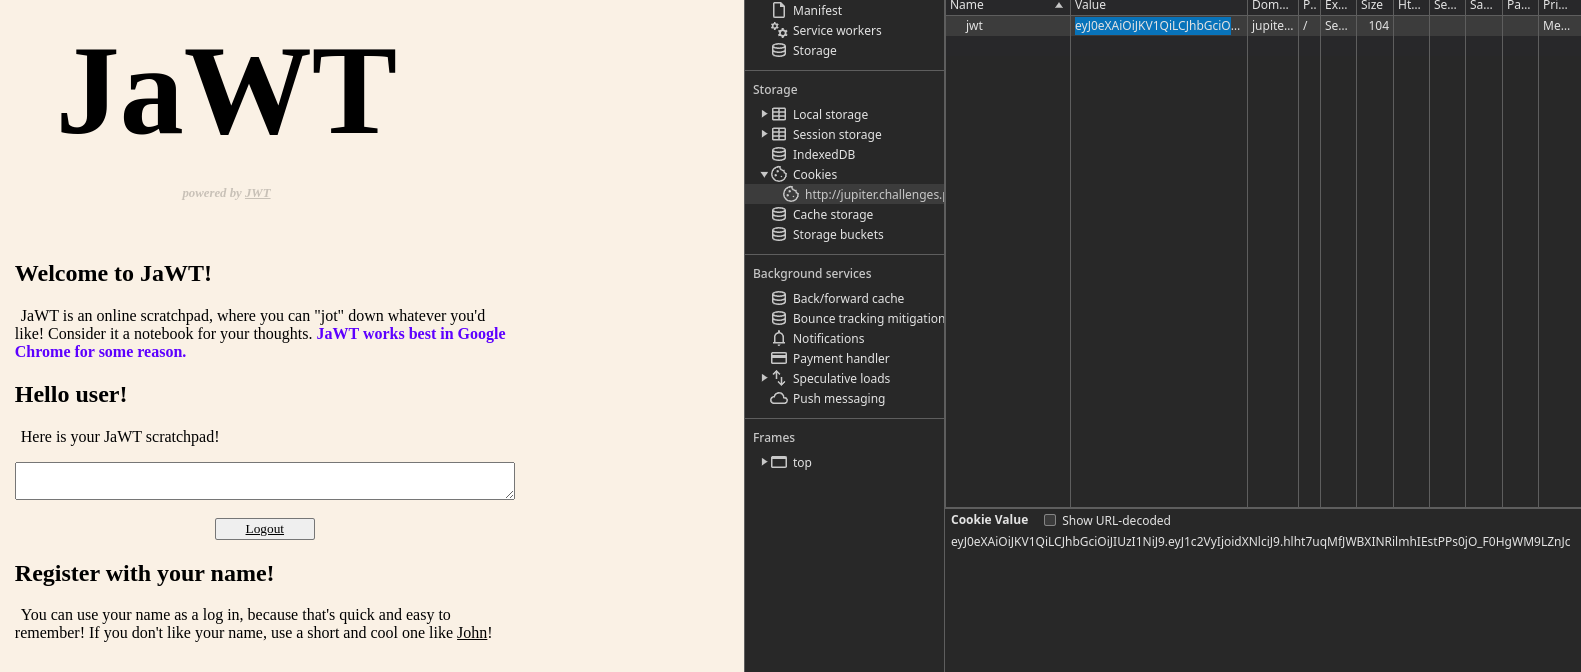 JaWT
powered by JWT
Welcome to JaWT!
JaWT is an online scratchpad, where you can "jot" down whatever you'd
like! Consider it a notebook for your thoughts. JaWT works best in Google
Chrome for some reason.
Hello user!
Here is your JaWT scratchpad!
Logout
Register with your name!
You can use your name as a log in, because that's quick and easy to
remember! If you don't like your name, use a short and cool one like John!
Manifest
Service workers
Storage
Storage
Local storage
Session storage
IndexedDB
Cookies
http://jupiter.challenges.p
Cache storage
Storage buckets
Background services
Back/forward cache
Bounce tracking mitigation
Notifications
Payment handler
Speculative loads
Push messaging
Frames
top
Name Value Dom... P.. Ex... Size Ht... Se... Sa... Pa... Pri...
jwt eyJ0eXAiOiJKV1QiLCJhbGciO... jupite... / Se... 104 Me...
Cookie Value Show URL-decoded
eyJ0eXAiOiJKV1QiLCJhbGciOiJIUzI1NiJ9.eyJ1c2VyIjoidXNlciJ9.hlht7uqMfJWBXINRilmhIEstPPs0jO_F0HgWM9LZnJc